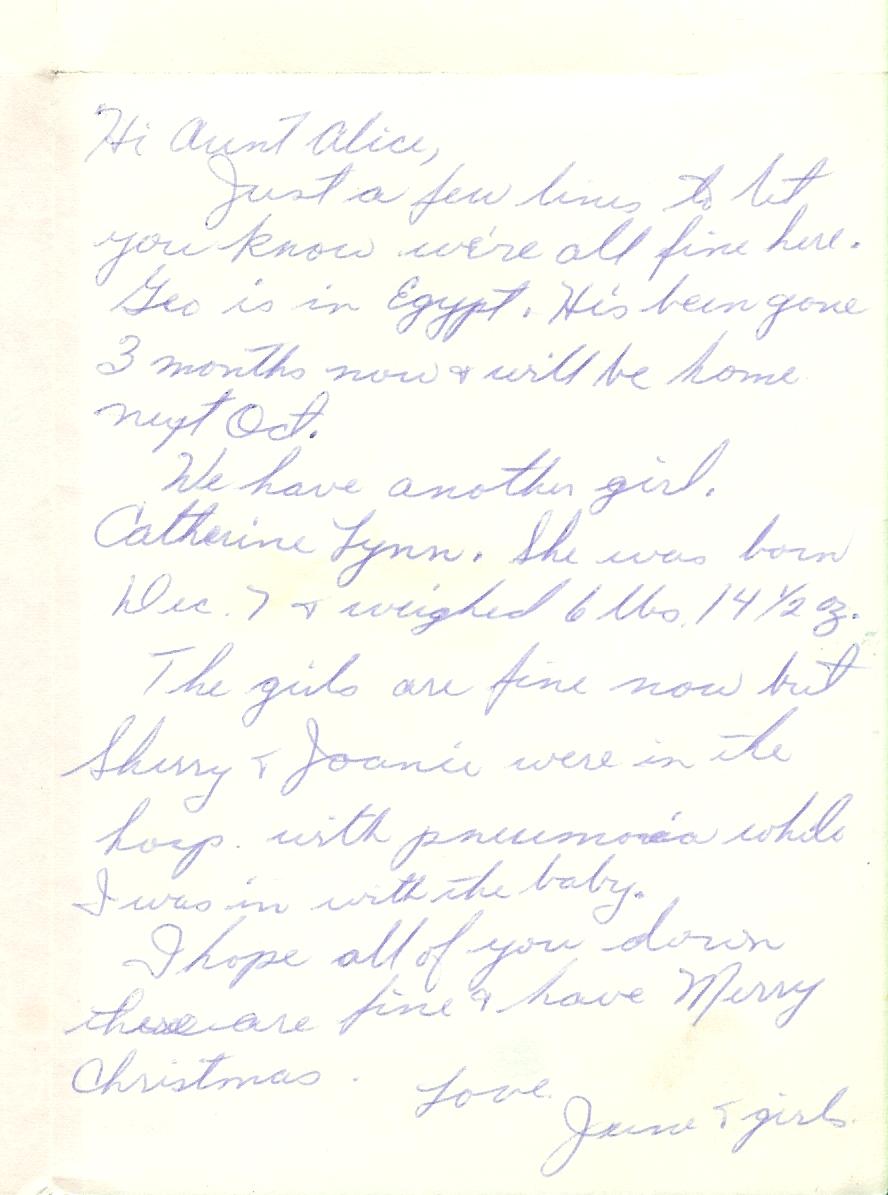 Hi Aunt Alice,
Just a few lines to let
you know we're all fine here.
Geo is in Egypt. He's been gone
3 months now & will be home
next Oct.
We have another girl.
Catherine Lynn. She was born
Dec. 7 & weighed 6 lbs. 14 1/2 oz.
The girls are fine now but
Sherry & Joanie were in the
hosp. with pneumonia while
I was in with the baby.
I hope all of you down
there are fine & have Merry
Christmas.
Love
June & girls.